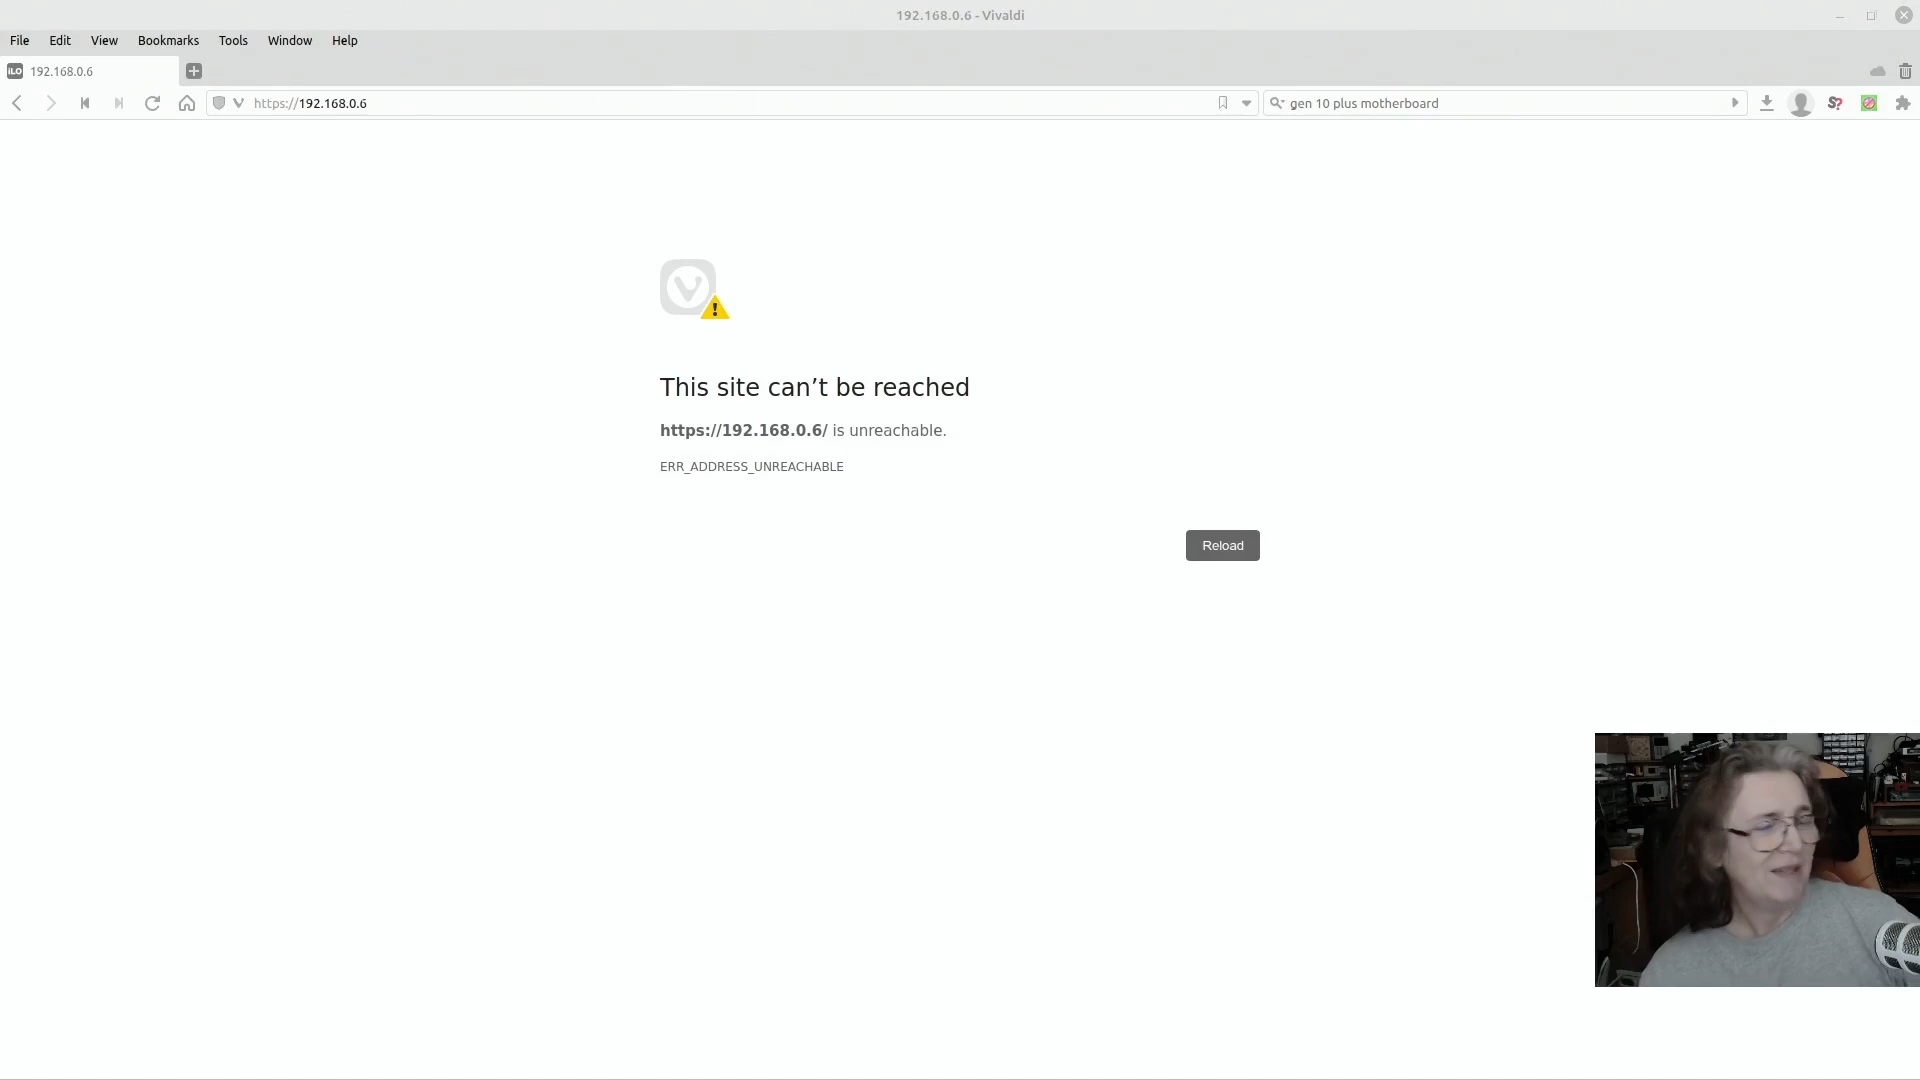 192.168.0.6 - Vivaldi
File Edit View Bookmarks Tools Window Help
iLO 192.168.0.6
https://192.168.0.6 gen 10 plus motherboard S?
This site can’t be reached
https://192.168.0.6/ is unreachable.
ERR_ADDRESS_UNREACHABLE
Reload